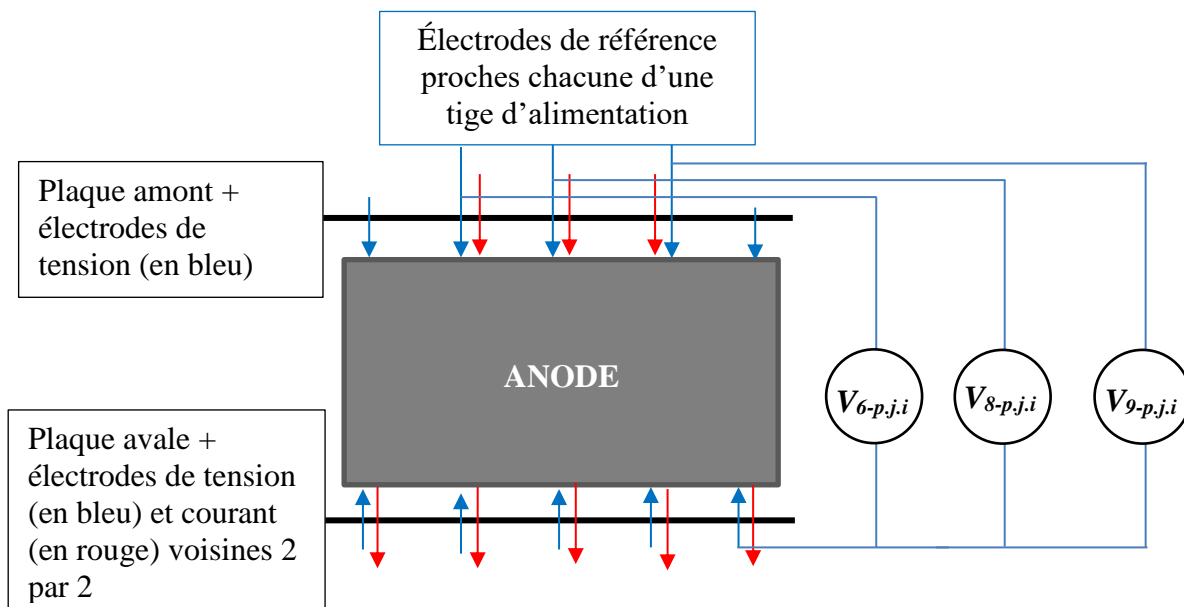 Électrodes de référence
proches chacune d’une
tige d’alimentation
Plaque amont +
électrodes de
tension (en bleu)
ANODE
V6-p.j.i
V8-p.j.i
V9-p.j.i
Plaque avale +
électrodes de tension
(en bleu) et courant
(en rouge) voisines 2
par 2